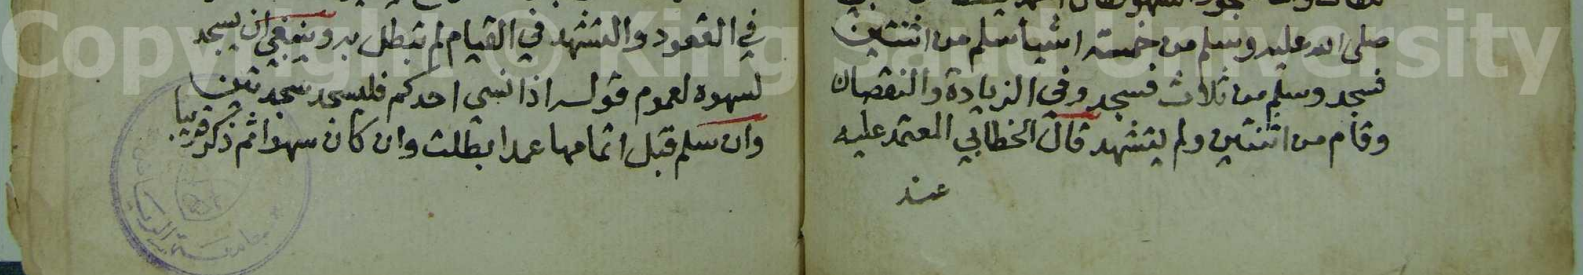 صلى الله عليه وسلم من خمسة اشيا سلم من اثنتين
فسجد وسلم من ثلاث فسجد وفي الزيادة والنقصان
وقام من اثنتين ولم يتشهد قال الخطابي المعتمد عليه
عند
في القعود والتشهد في القيام لم تبطل به وينبغي ان يسجد
لسهوه لعموم قوله اذا نسى احدكم فليسجد سجدتين
وان سلم قبل اتمامها عمدا بطلت وان كان سهوا ثم ذكر قريبا
Copyright © King Saud University